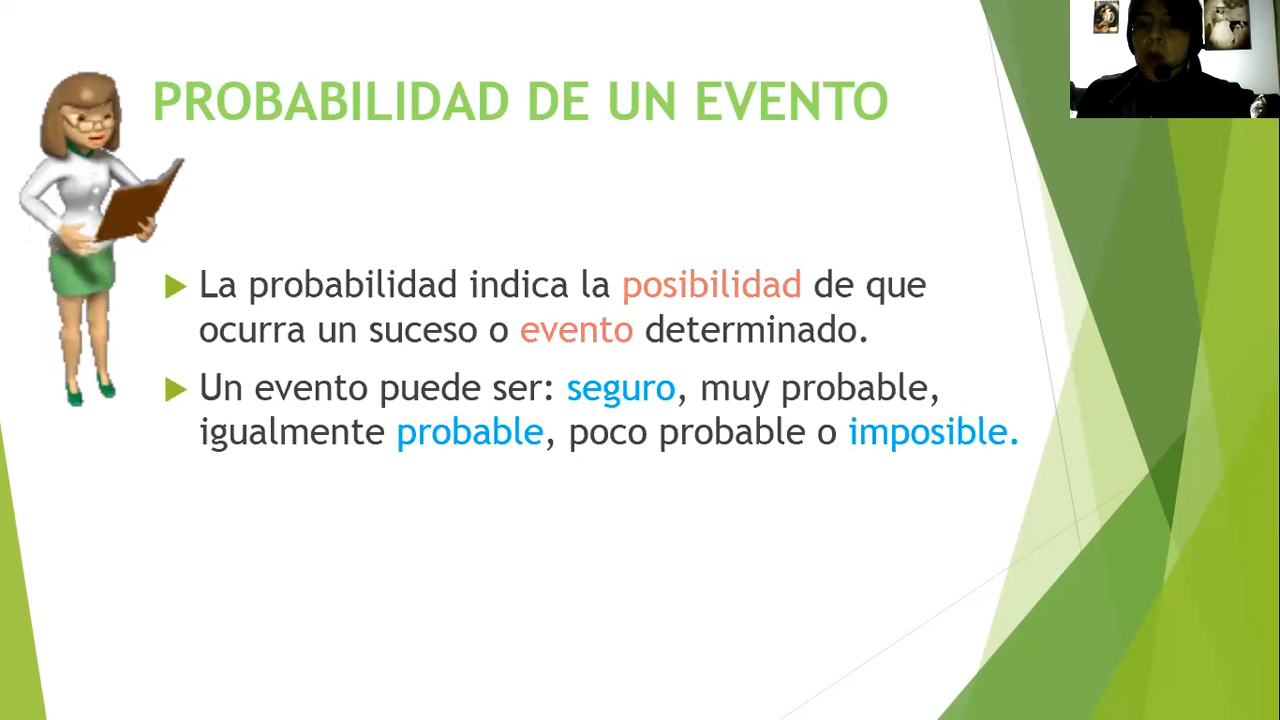 PROBABILIDAD DE UN EVENTO
La probabilidad indica la posibilidad de que
ocurra un suceso o evento determinado.
Un evento puede ser: seguro, muy probable,
igualmente probable, poco probable o imposible.